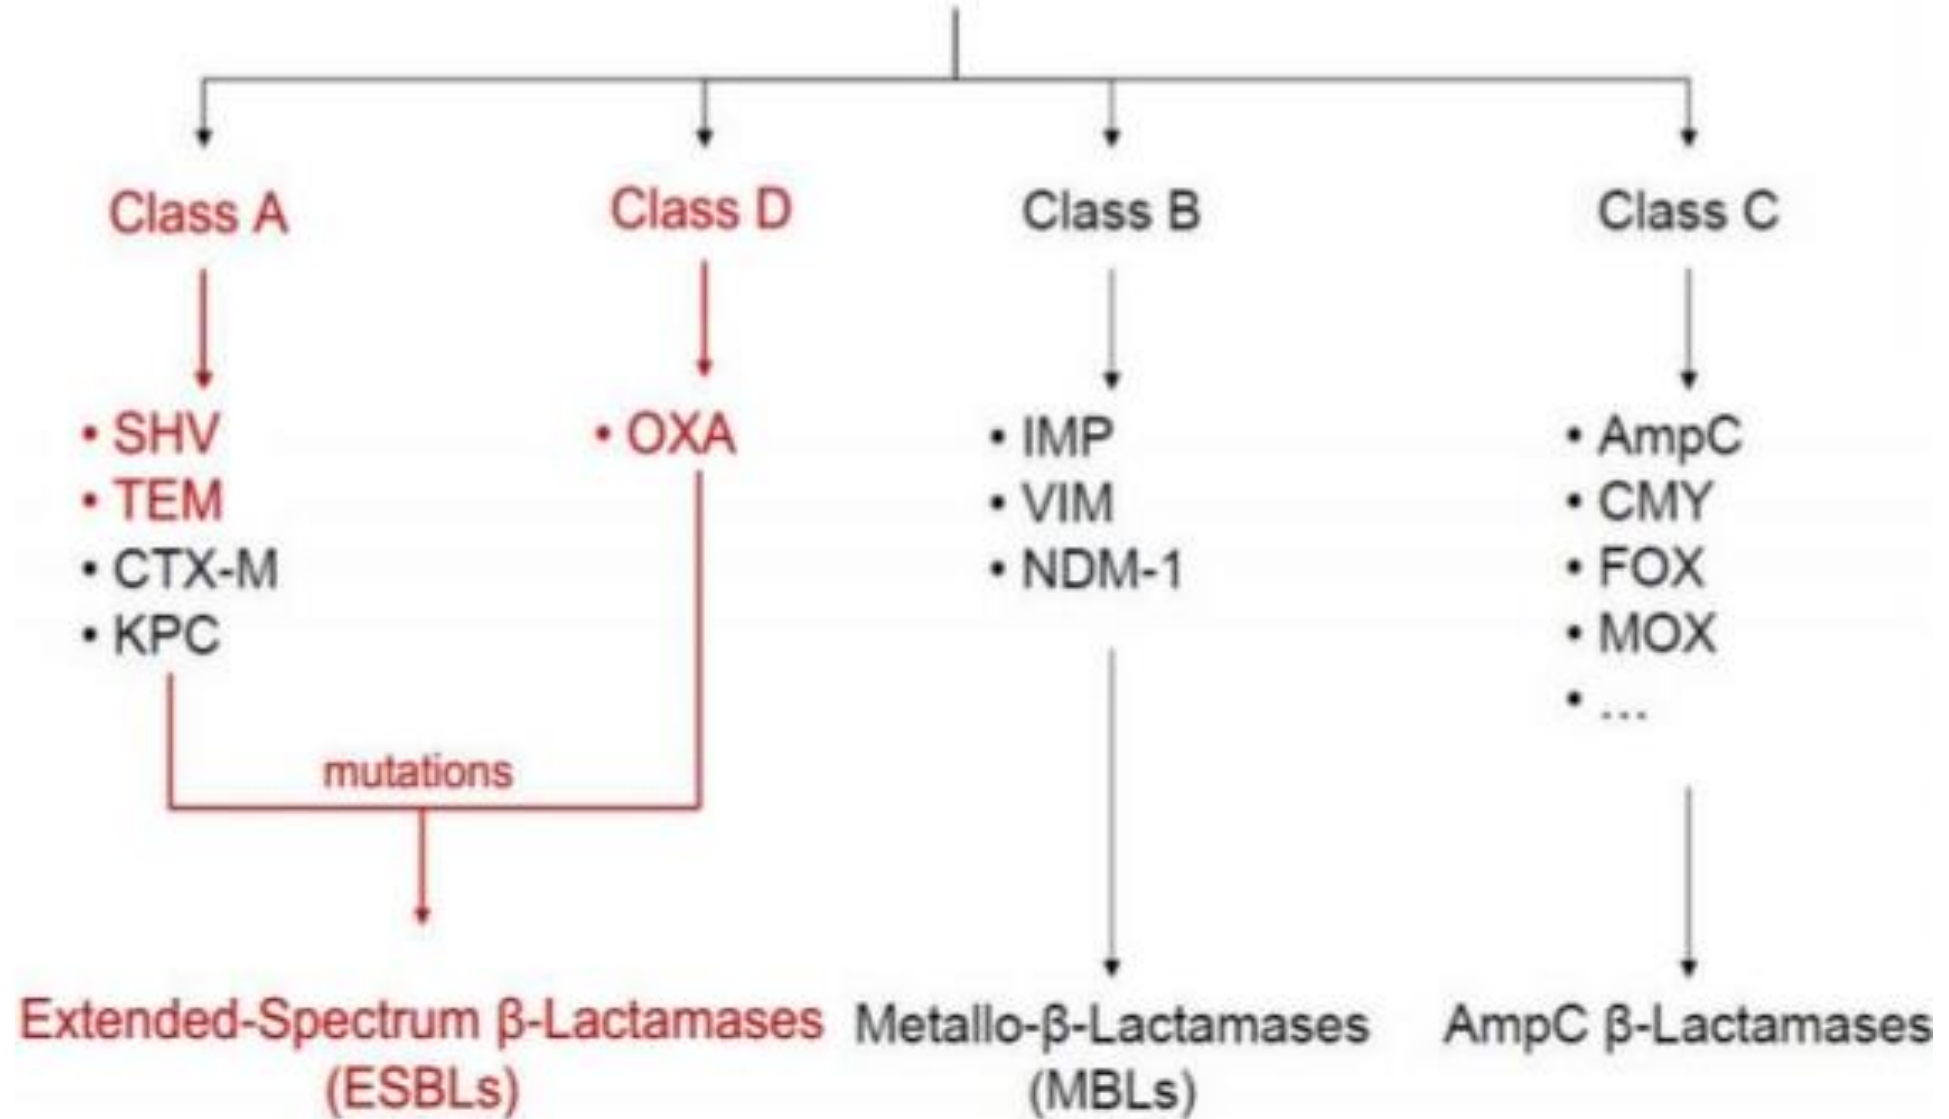 Class A
Class D
Class B
Class C
• SHV
• TEM
• CTX-M
• KPC
• OXA
• IMP
• VIM
• NDM-1
• AmpC
• CMY
• FOX
• MOX
• ...
mutations
Extended-Spectrum β-Lactamases
(ESBLs)
Metallo-β-Lactamases
(MBLs)
AmpC β-Lactamases